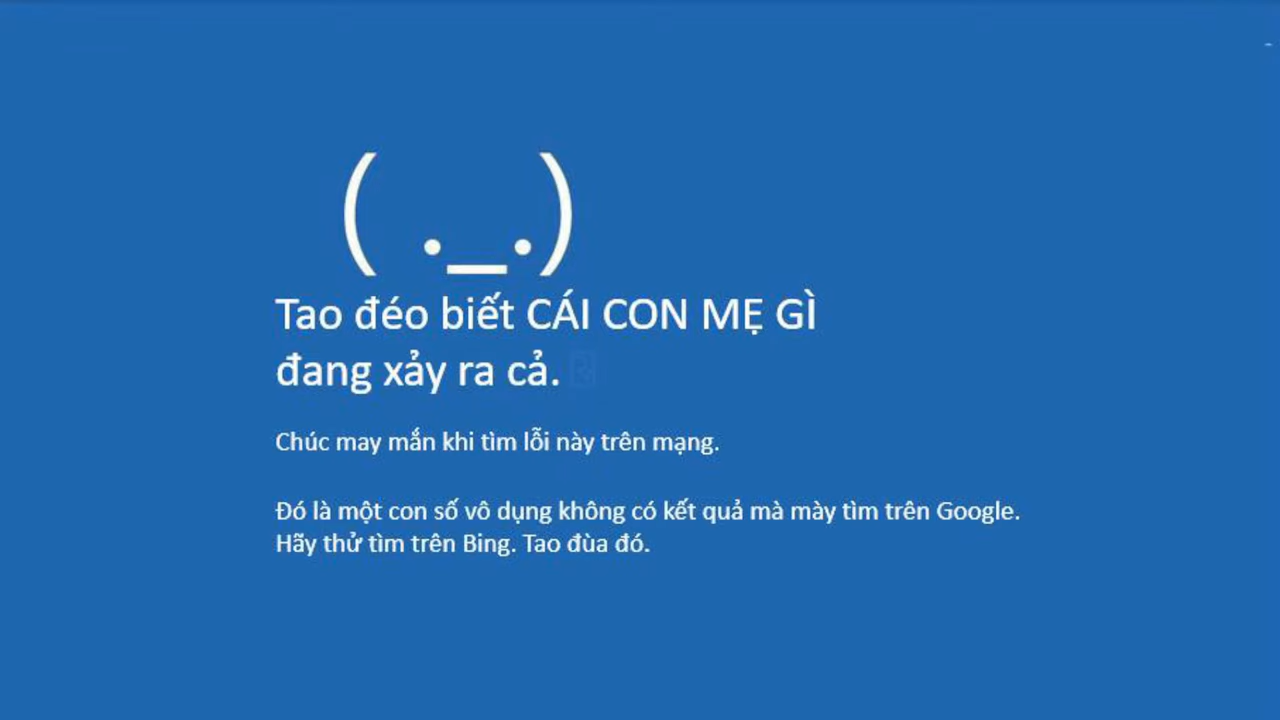 ( ._.)
Tao đéo biết CÁI CON MẸ GÌ
đang xảy ra cả.
Chúc may mắn khi tìm lỗi này trên mạng.
Đó là một con số vô dụng không có kết quả mà mày tìm trên Google.
Hãy thử tìm trên Bing. Tao đùa đó.